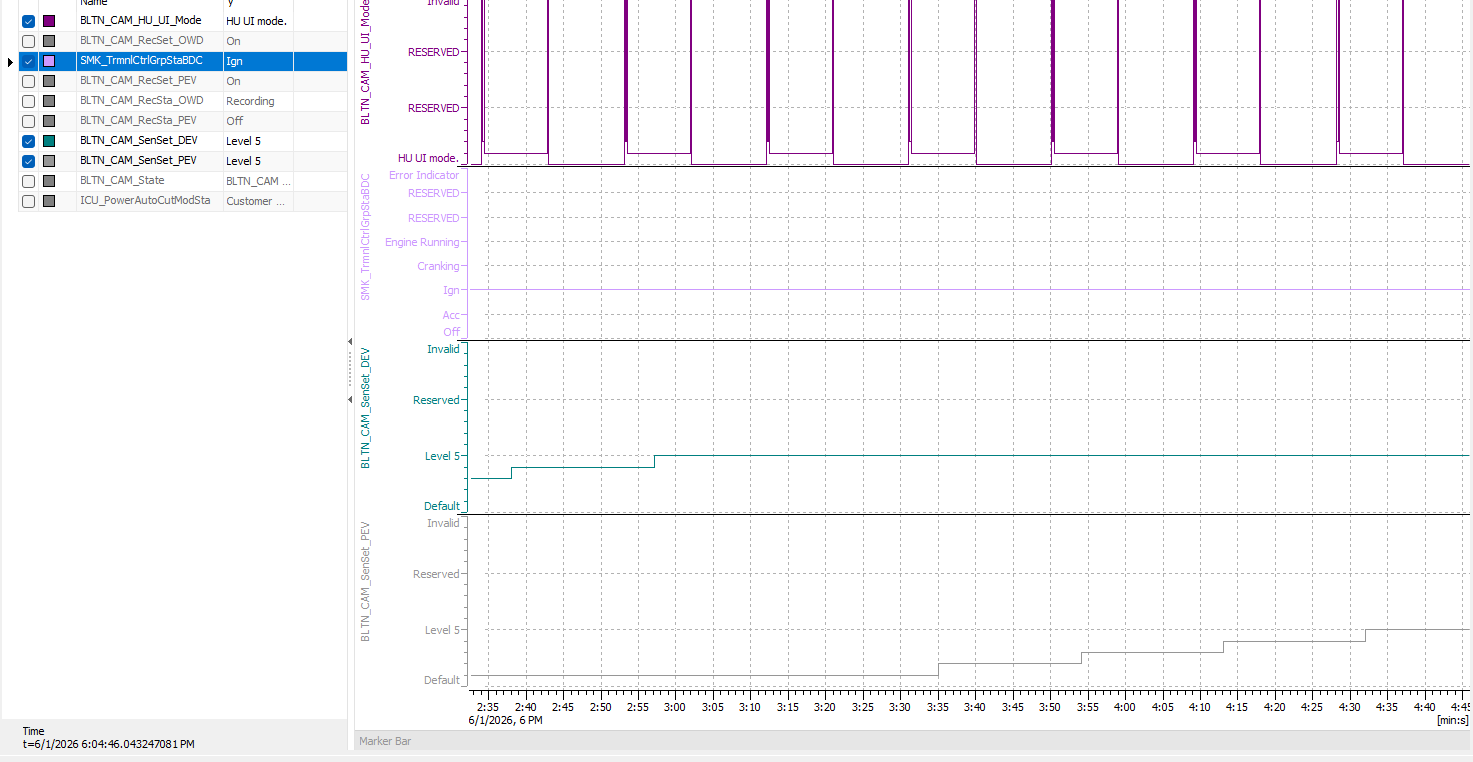 Name y
BLTN_CAM_HU_UI_Mode HU UI mode.
BLTN_CAM_RecSet_OWD On
SMK_TrmnlCtrlGrpStaBDC Ign
BLTN_CAM_RecSet_PEV On
BLTN_CAM_RecSta_OWD Recording
BLTN_CAM_RecSta_PEV Off
BLTN_CAM_SenSet_DEV Level 5
BLTN_CAM_SenSet_PEV Level 5
BLTN_CAM_State BLTN_CAM ...
ICU_PowerAutoCutModSta Customer ...
Time
t=6/1/2026 6:04:46.043247081 PM
BLTN_CAM_HU_UI_Mode
Invalid
RESERVED
RESERVED
HU UI mode.
SMK_TrmnlCtrlGrpStaBDC
Error Indicator
RESERVED
RESERVED
Engine Running
Cranking
Ign
Acc
Off
BLTN_CAM_SenSet_DEV
Invalid
Reserved
Level 5
Default
BLTN_CAM_SenSet_PEV
Invalid
Reserved
Level 5
Default
2:35 2:40 2:45 2:50 2:55 3:00 3:05 3:10 3:15 3:20 3:25 3:30 3:35 3:40 3:45 3:50 3:55 4:00 4:05 4:10 4:15 4:20 4:25 4:30 4:35 4:40 4:45
6/1/2026, 6 PM [min:s]
Marker Bar